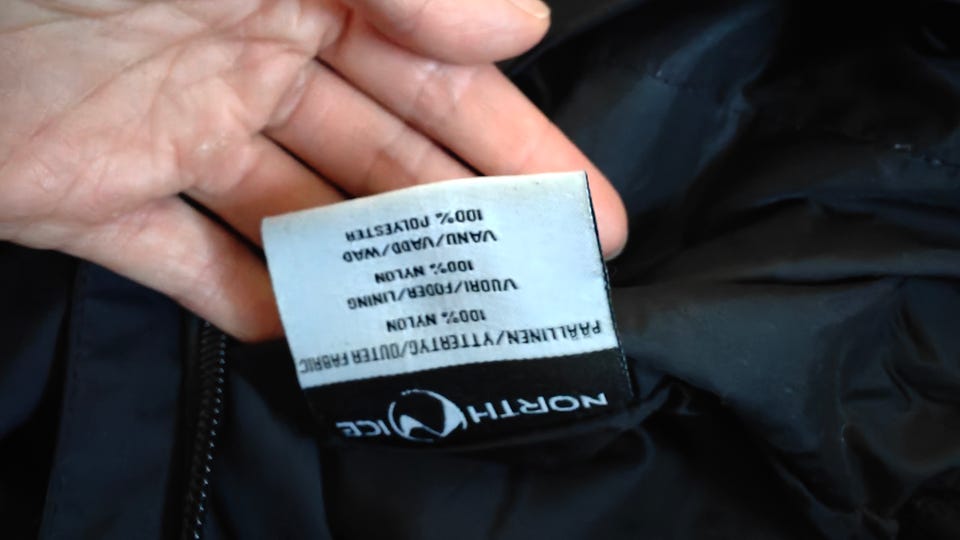 NORTH ICE
PÄÄLLINEN/YTTERTYG/OUTER FABRIC
100% NYLON
VUORI/FODER/LINING
100% NYLON
VANU/VADD/WAD
100% POLYESTER